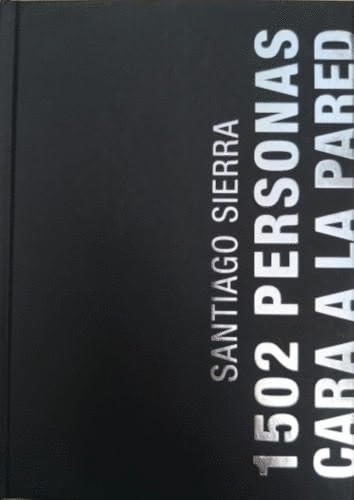 SANTIAGO SIERRA
1502 PERSONAS
CARA A LA PARED